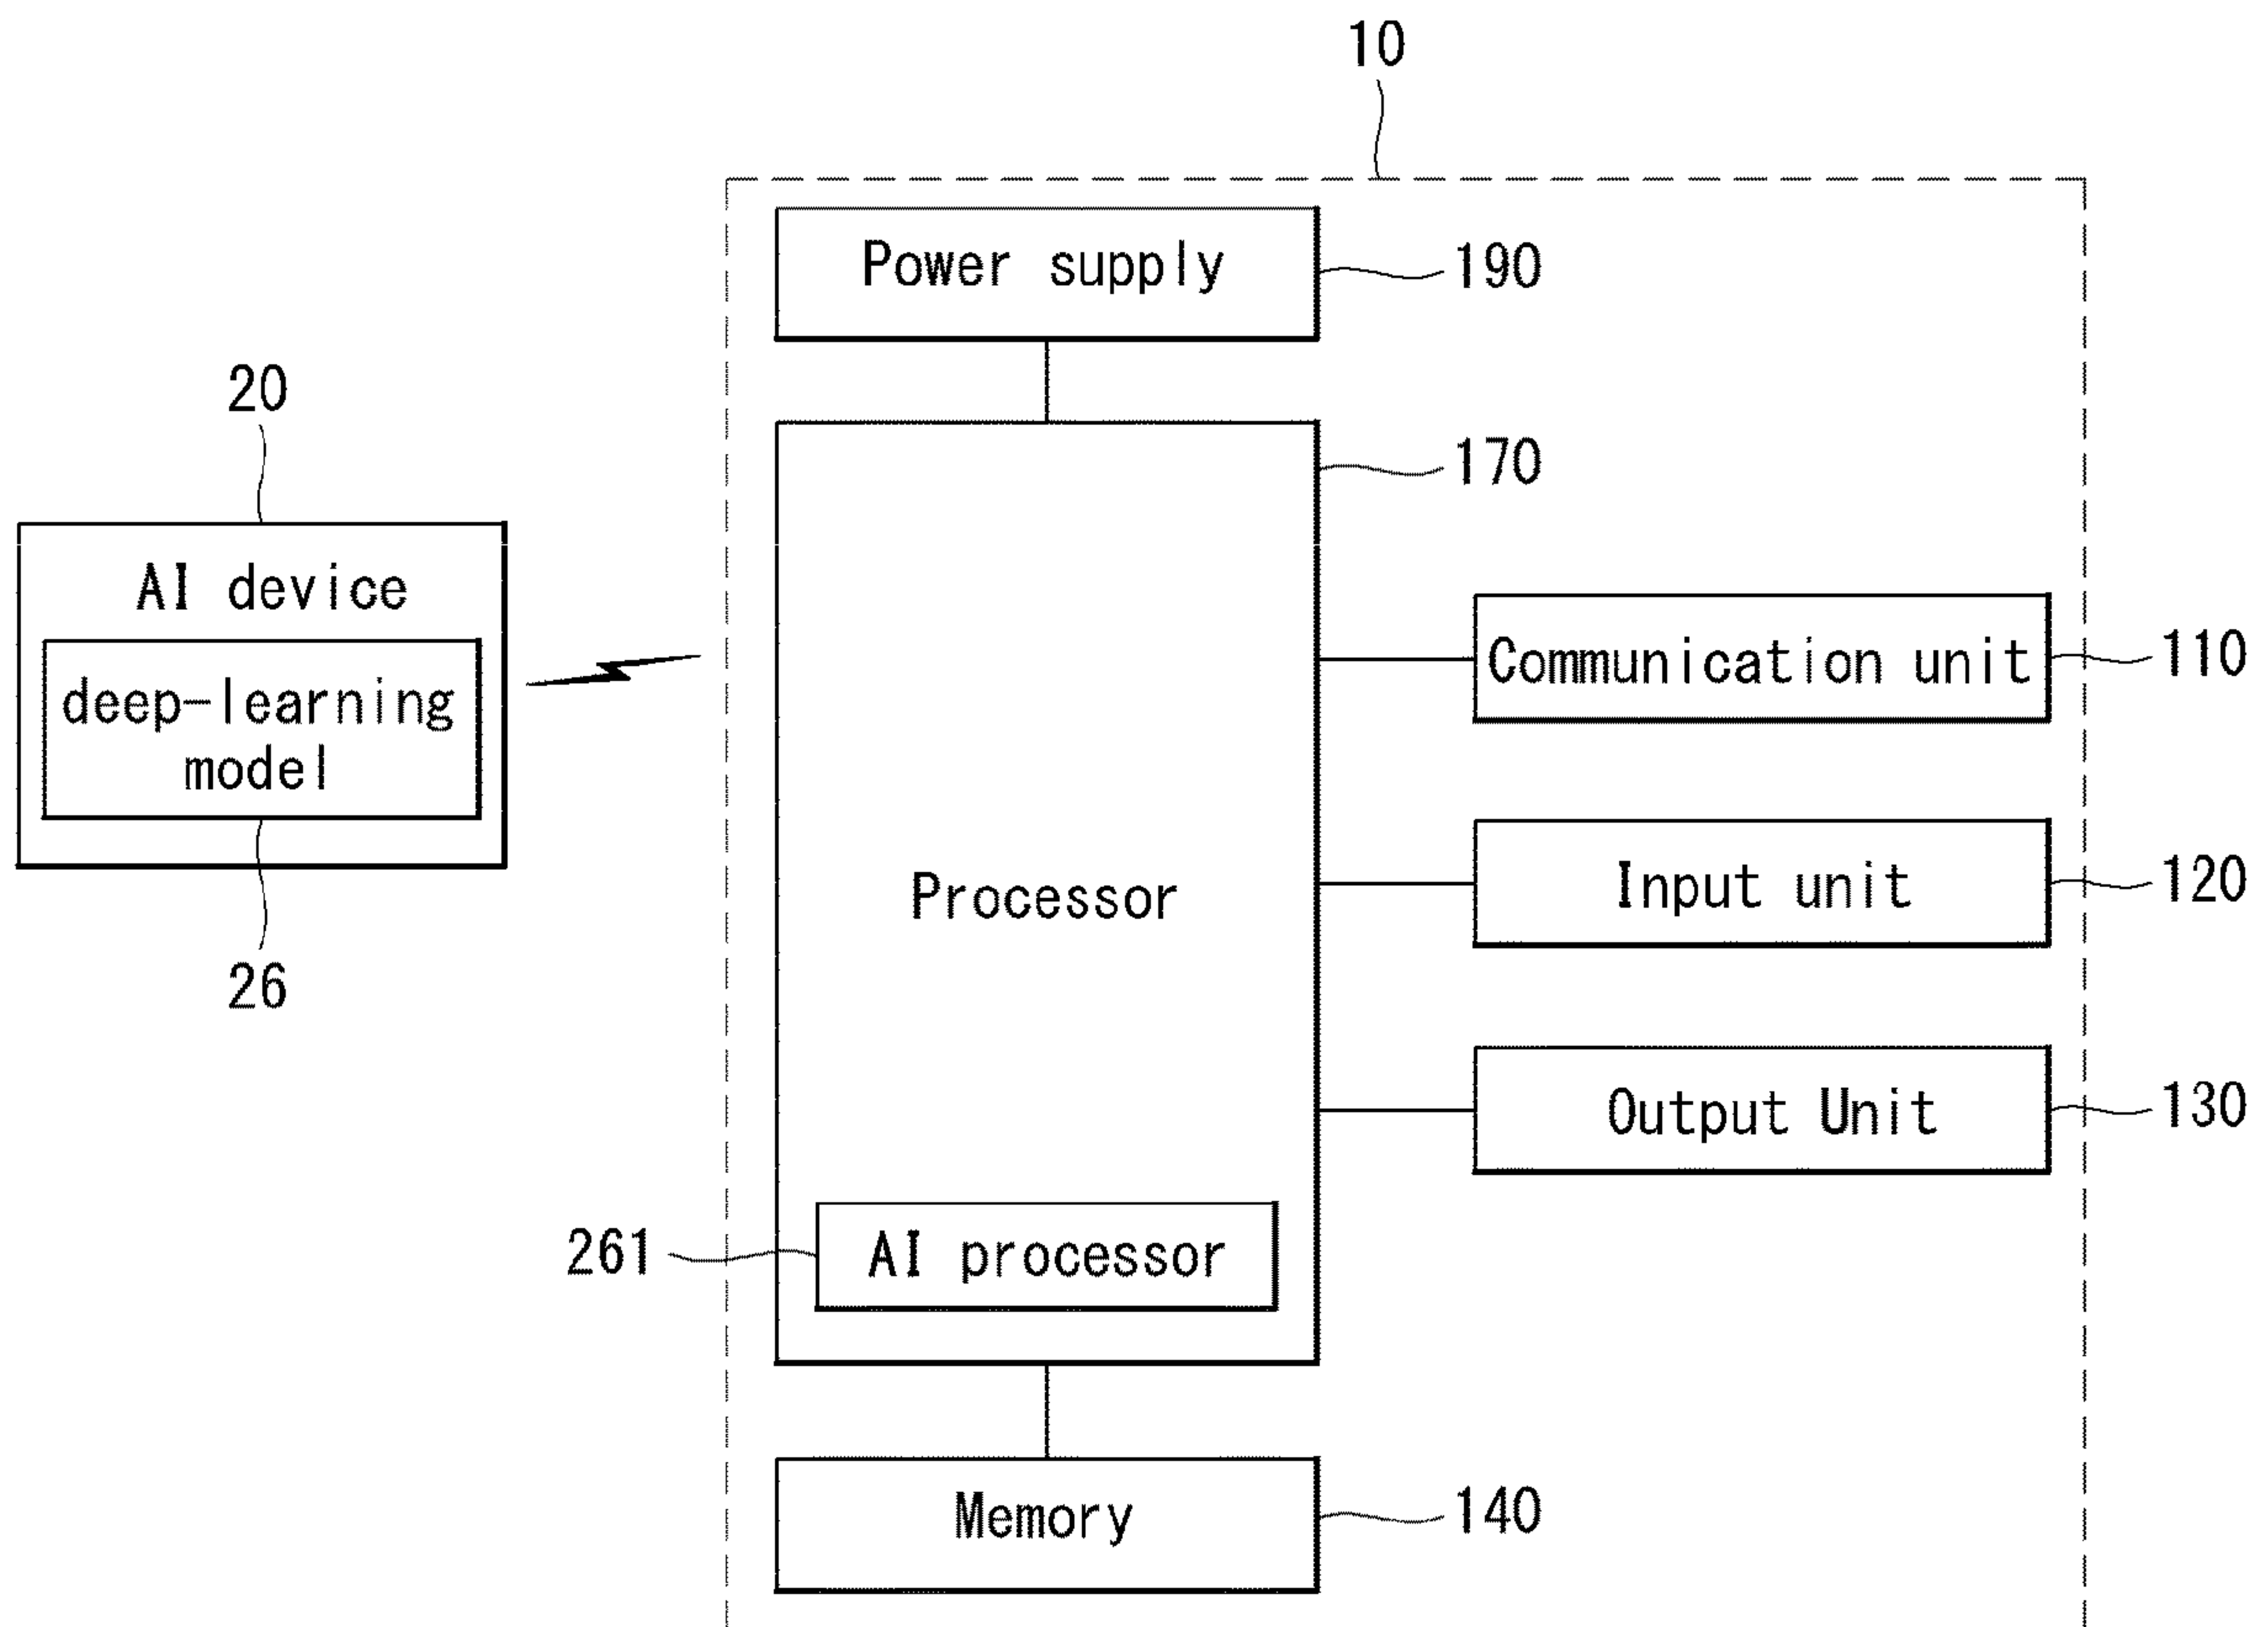 10
Power supply
190
20
170
AI device
deep-learning
model
Communication unit
110
Processor
Input unit
120
26
Output Unit
130
261
AI processor
Memory
140